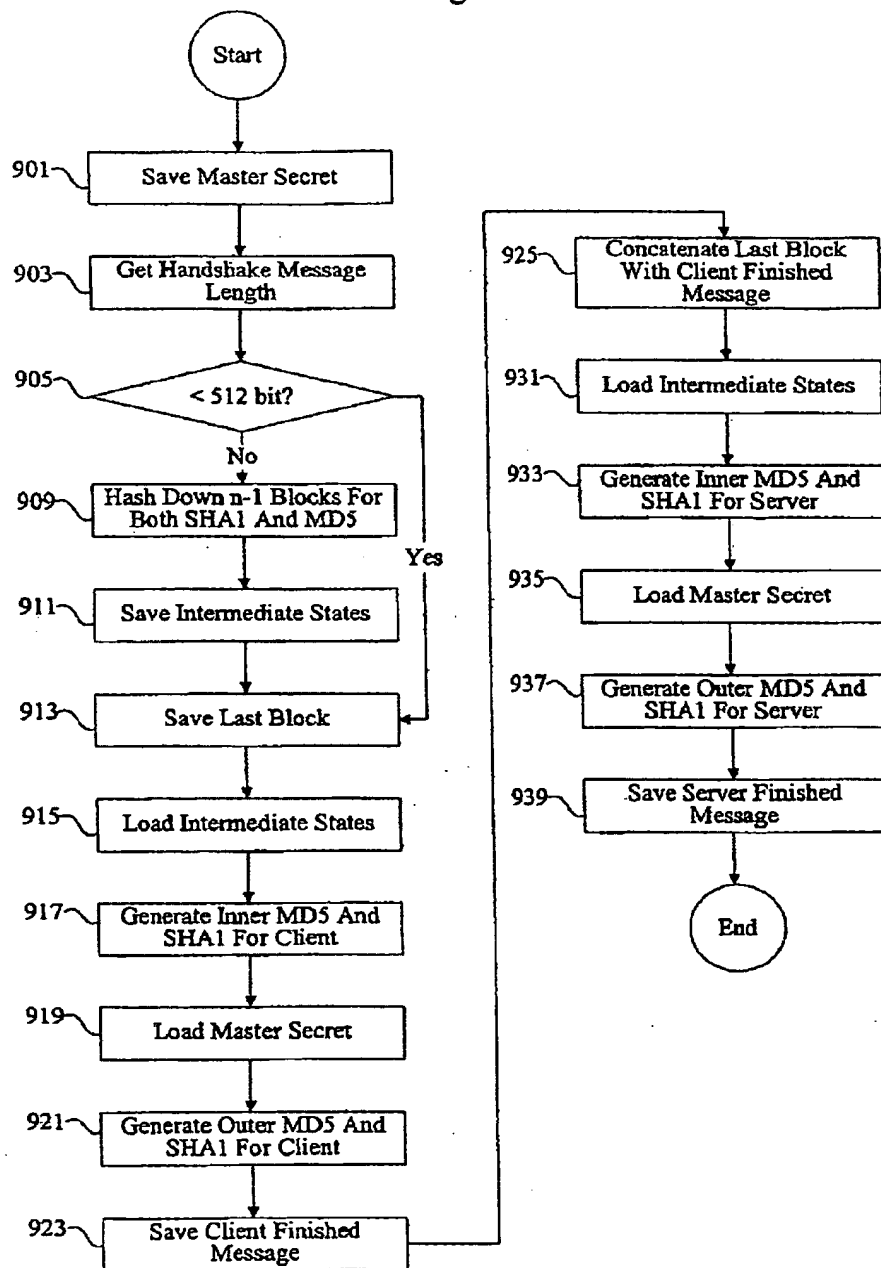 Start
901
Save Master Secret
903
Get Handshake Message
Length
905
< 512 bit?
No
Yes
909
Hash Down n-1 Blocks For
Both SHA1 And MD5
911
Save Intermediate States
913
Save Last Block
915
Load Intermediate States
917
Generate Inner MD5 And
SHA1 For Client
919
Load Master Secret
921
Generate Outer MD5 And
SHA1 For Client
923
Save Client Finished
Message
925
Concatenate Last Block
With Client Finished
Message
931
Load Intermediate States
933
Generate Inner MD5 And
SHA1 For Server
935
Load Master Secret
937
Generate Outer MD5 And
SHA1 For Server
939
Save Server Finished
Message
End